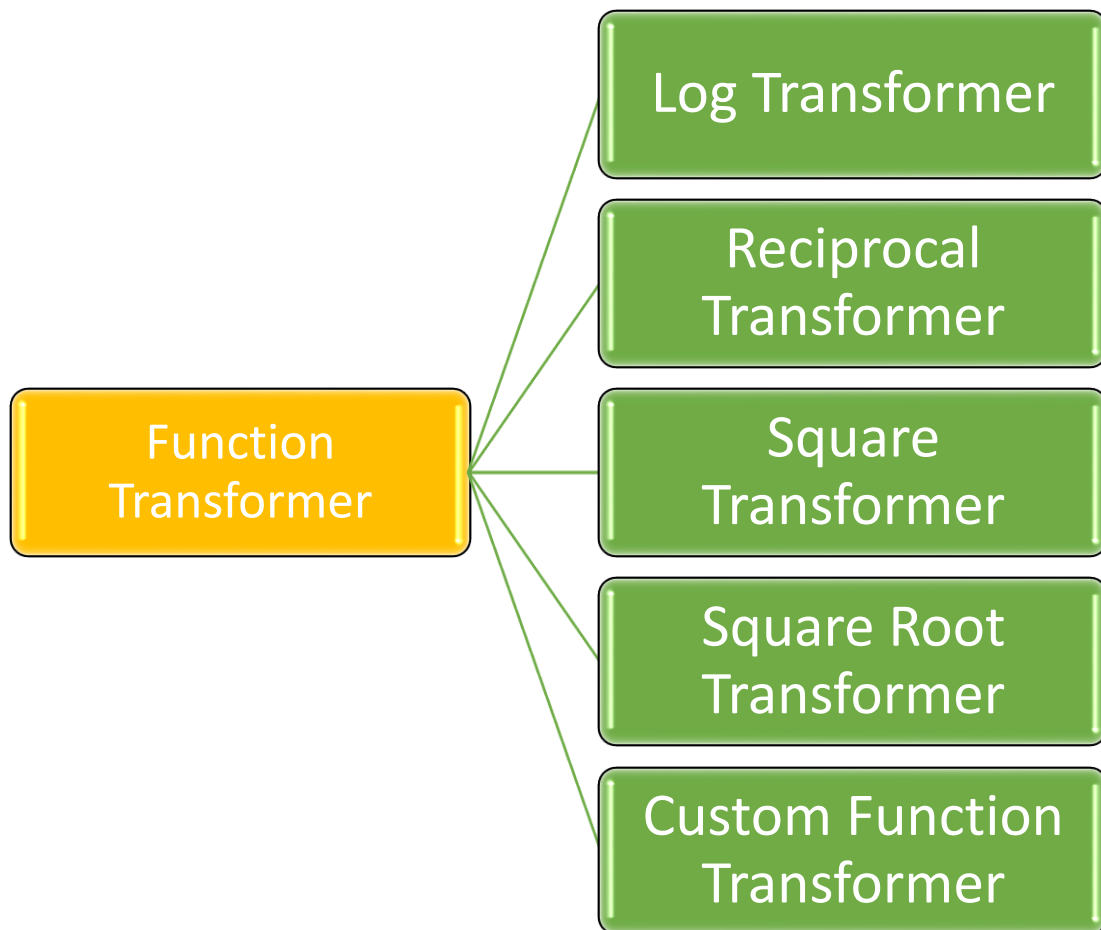 Log Transformer
Reciprocal
Transformer
Function
Transformer
Square
Transformer
Square Root
Transformer
Custom Function
Transformer